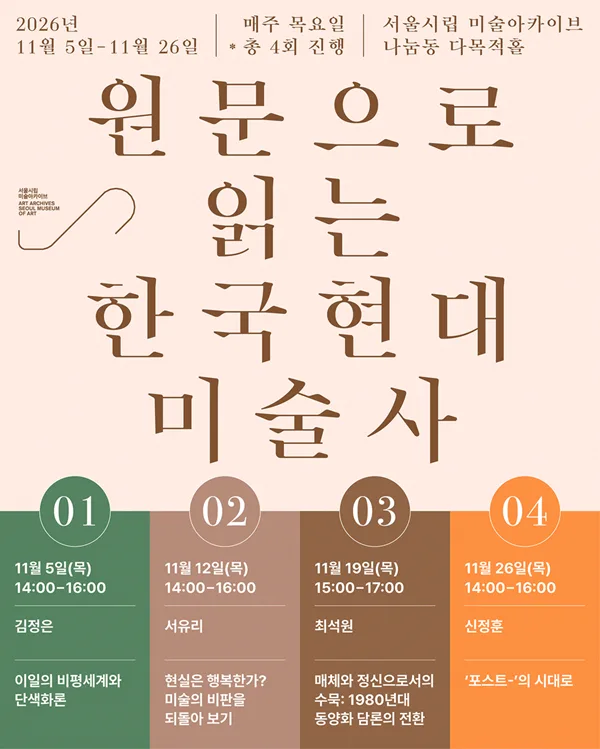 2026년
11월 5일–11월 26일
매주 목요일
* 총 4회 진행
서울시립 미술아카이브
나눔동 다목적홀
원문으로
읽는
한국현대
미술사
서울시립
미술아카이브
ART ARCHIVES
SEOUL MUSEUM
OF ART
01
11월 5일(목)
14:00–16:00
김정은
이일의 비평세계와
단색화론
02
11월 12일(목)
14:00–16:00
서유리
현실은 행복한가?
미술의 비판을
되돌아 보기
03
11월 19일(목)
15:00–17:00
최석원
매체와 정신으로서의
수묵: 1980년대
동양화 담론의 전환
04
11월 26일(목)
14:00–16:00
신정훈
‘포스트-’의 시대로